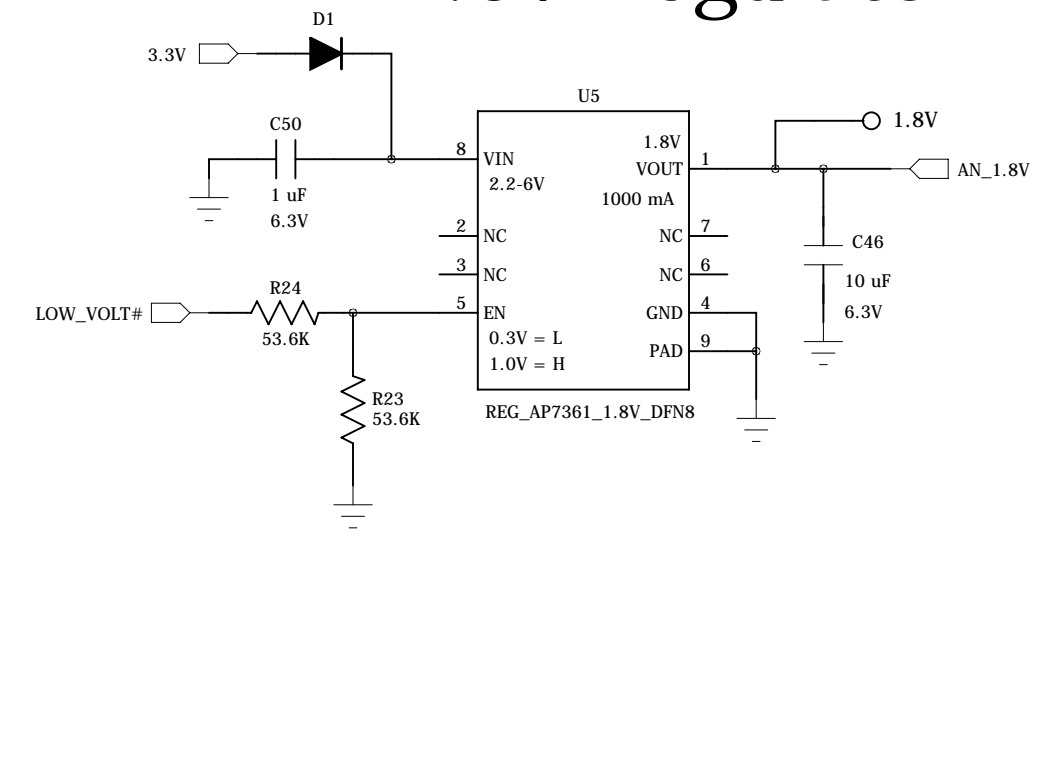 D1
3.3V
U5
C50
1 uF
6.3V
8
VIN
2.2-6V
1.8V
VOUT
1
1000 mA
1.8V
AN_1.8V
2
NC
3
NC
NC
7
NC
6
C46
10 uF
6.3V
LOW_VOLT#
R24
53.6K
5
EN
0.3V = L
1.0V = H
GND
4
PAD
9
R23
53.6K
REG_AP7361_1.8V_DFN8